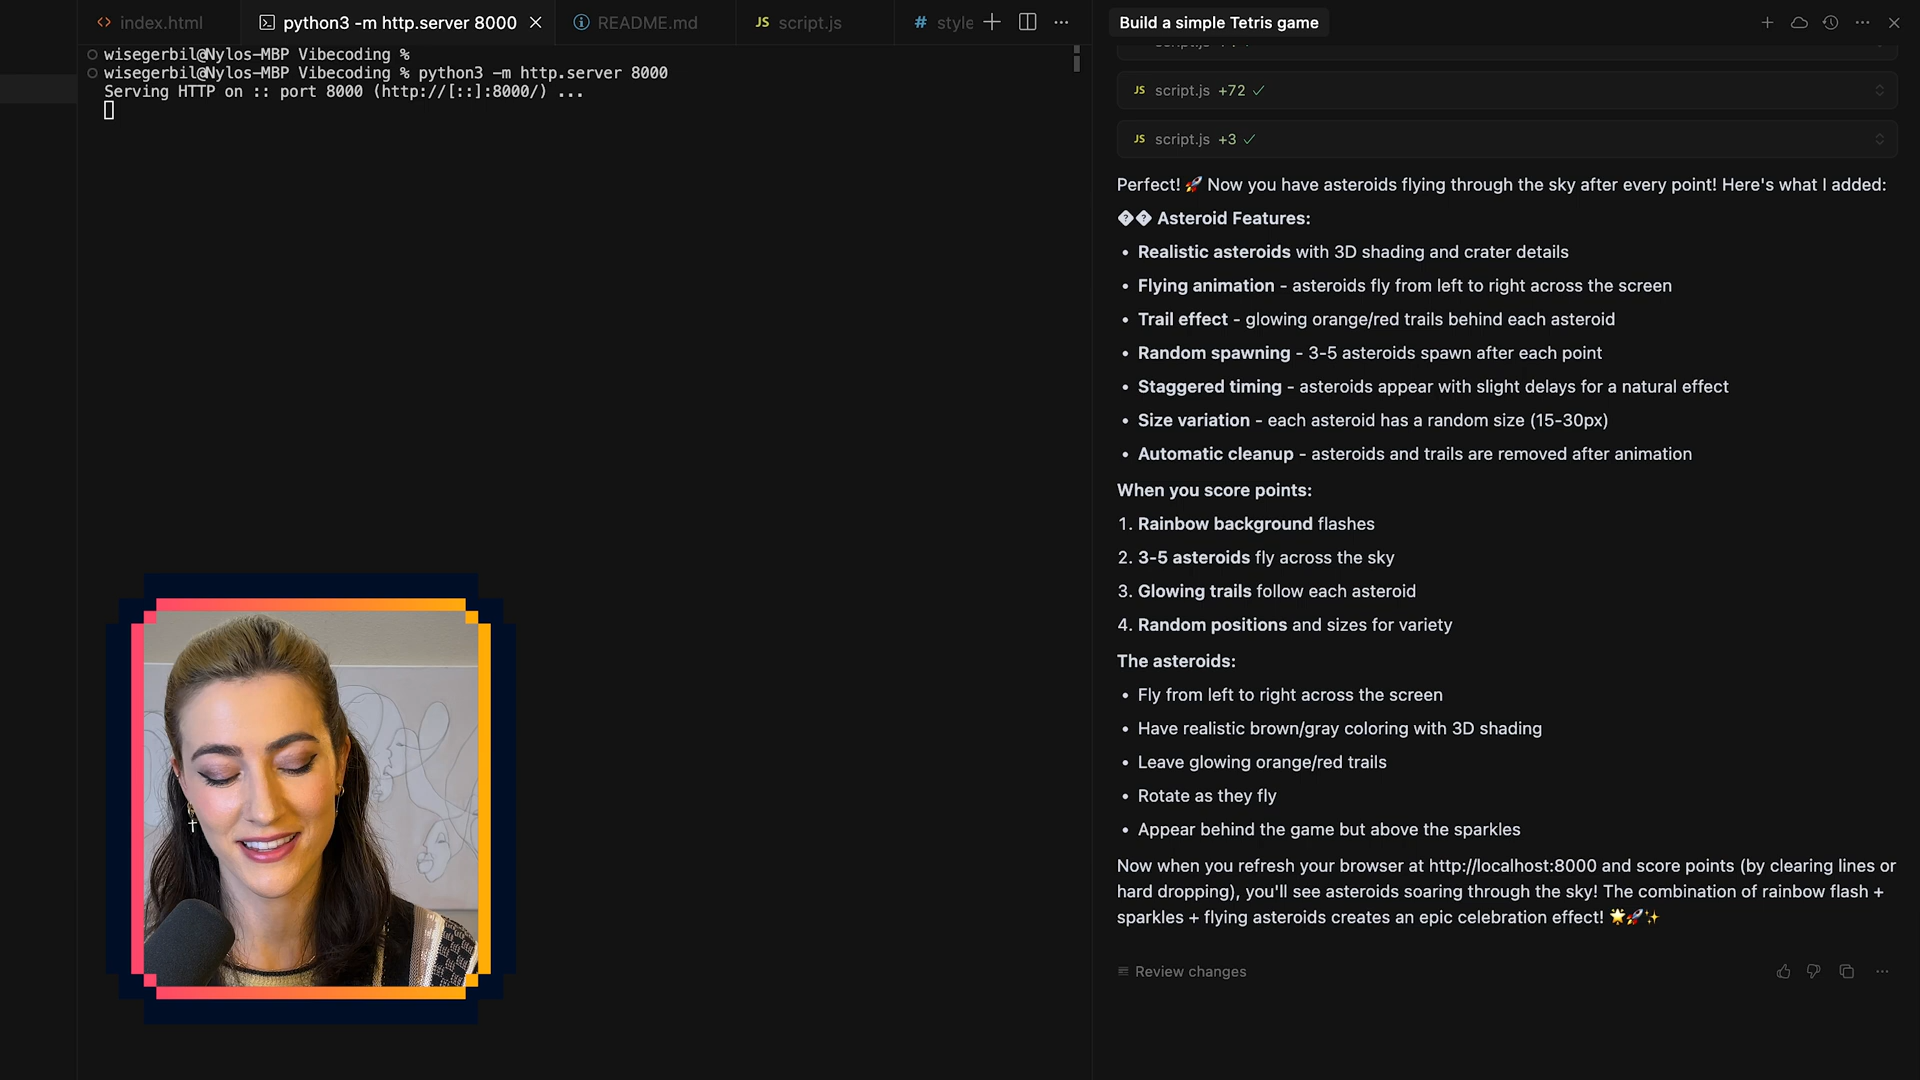 index.html
python3 -m http.server 8000
README.md
JS script.js
# style
Build a simple Tetris game
wisegerbil@Nylos-MBP Vibecoding %
wisegerbil@Nylos-MBP Vibecoding % python3 -m http.server 8000
Serving HTTP on :: port 8000 (http://[::]:8000/) ...
JS script.js +72
JS script.js +3
Perfect! 🚀 Now you have asteroids flying through the sky after every point! Here's what I added:
�� Asteroid Features:
• Realistic asteroids with 3D shading and crater details
• Flying animation - asteroids fly from left to right across the screen
• Trail effect - glowing orange/red trails behind each asteroid
• Random spawning - 3-5 asteroids spawn after each point
• Staggered timing - asteroids appear with slight delays for a natural effect
• Size variation - each asteroid has a random size (15-30px)
• Automatic cleanup - asteroids and trails are removed after animation
When you score points:
1. Rainbow background flashes
2. 3-5 asteroids fly across the sky
3. Glowing trails follow each asteroid
4. Random positions and sizes for variety
The asteroids:
• Fly from left to right across the screen
• Have realistic brown/gray coloring with 3D shading
• Leave glowing orange/red trails
• Rotate as they fly
• Appear behind the game but above the sparkles
Now when you refresh your browser at http://localhost:8000 and score points (by clearing lines or
hard dropping), you'll see asteroids soaring through the sky! The combination of rainbow flash +
sparkles + flying asteroids creates an epic celebration effect! 🌟🚀✨
Review changes